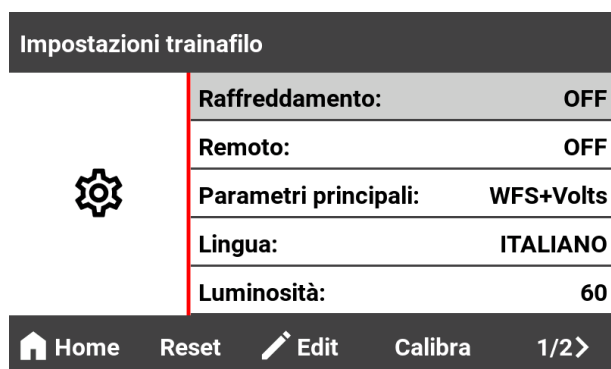 Impostazioni trainafilo
Raffreddamento: OFF
Remoto: OFF
Parametri principali: WFS+Volts
Lingua: ITALIANO
Luminosità: 60
Home Reset Edit Calibra 1/2>